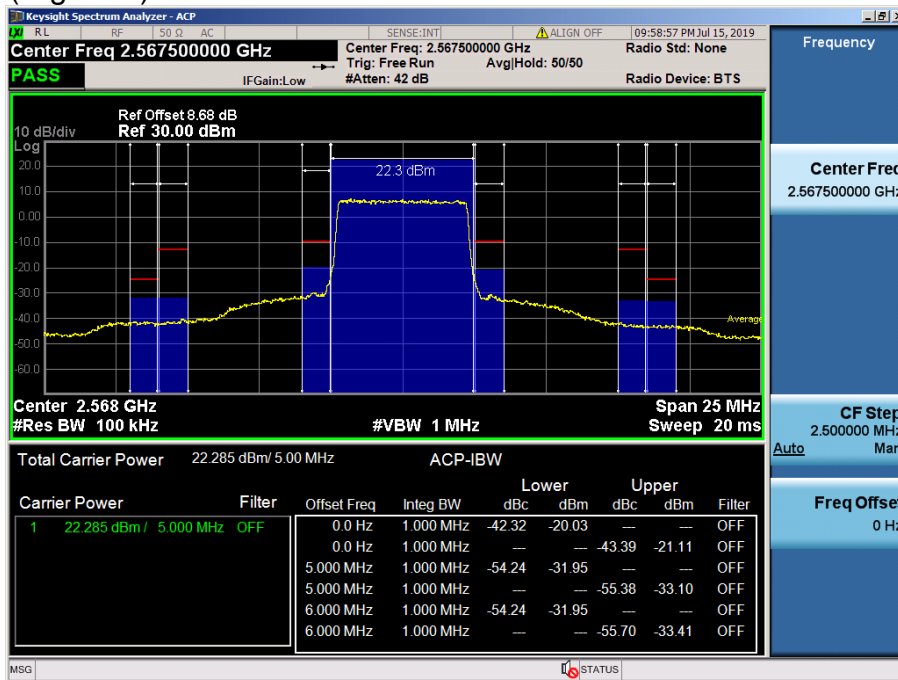 Keysight Spectrum Analyzer - ACP
LXI RL RF 50 Ω AC SENSE:INT ALIGN OFF 09:58:57 PM Jul 15, 2019
Center Freq 2.567500000 GHz Center Freq: 2.567500000 GHz Radio Std: None Frequency
Trig: Free Run Avg|Hold: 50/50
PASS IFGain:Low #Atten: 42 dB Radio Device: BTS
Ref Offset 8.68 dB
10 dB/div Ref 30.00 dBm
Log
20.0
22.3 dBm
Center Freq
2.567500000 GHz
10.0
0.00
-10.0
-20.0
-30.0
-40.0
Average
-50.0
-60.0
Center 2.568 GHz Span 25 MHz
#Res BW 100 kHz #VBW 1 MHz Sweep 20 ms
CF Step
2.500000 MHz
Auto Man
Total Carrier Power 22.285 dBm/ 5.00 MHz ACP-IBW
Lower Upper
Carrier Power Filter Offset Freq Integ BW dBc dBm dBc dBm Filter
1 22.285 dBm / 5.000 MHz OFF 0.0 Hz 1.000 MHz -42.32 -20.03 --- --- OFF
0.0 Hz 1.000 MHz --- --- -43.39 -21.11 OFF
5.000 MHz 1.000 MHz -54.24 -31.95 --- --- OFF
5.000 MHz 1.000 MHz --- --- -55.38 -33.10 OFF
6.000 MHz 1.000 MHz -54.24 -31.95 --- --- OFF
6.000 MHz 1.000 MHz --- --- -55.70 -33.41 OFF
Freq Offset
0 Hz
MSG STATUS